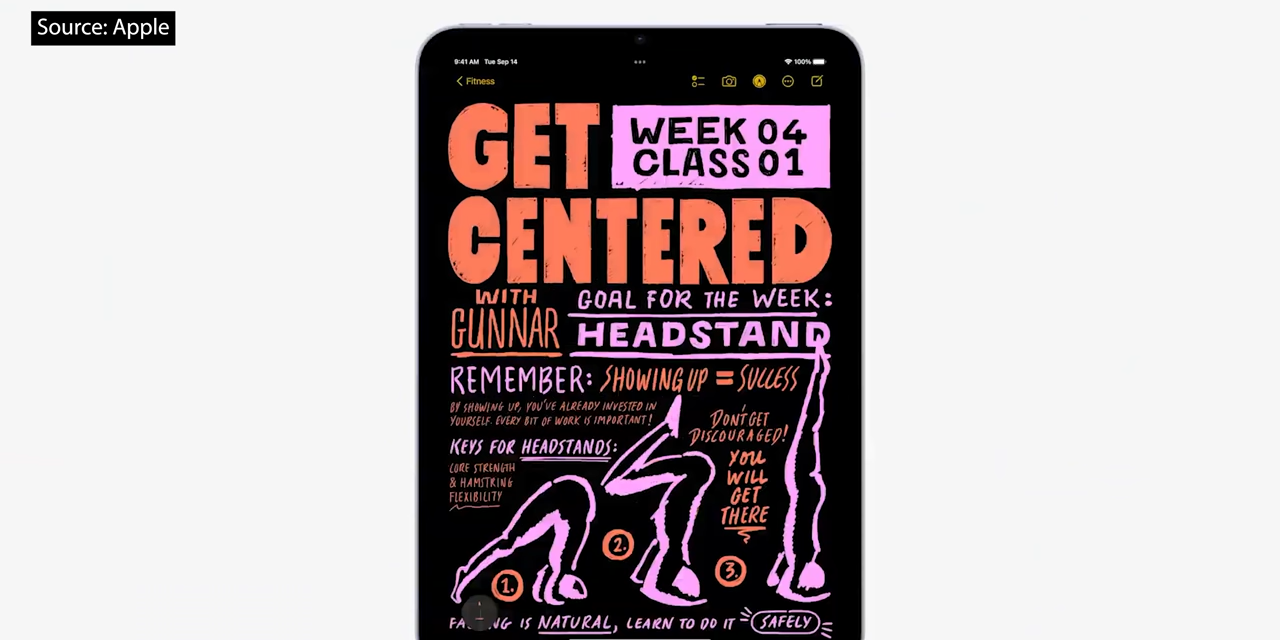 Source: Apple
9:41 AM Tue Sep 14
100%
Fitness
GET
WEEK 04
CLASS 01
CENTERED
WITH
GUNNAR
GOAL FOR THE WEEK:
HEADSTAND
REMEMBER: SHOWING UP = SUCCESS
BY SHOWING UP, YOU'VE ALREADY INVESTED IN
YOURSELF. EVERY BIT OF WORK IS IMPORTANT!
KEYS FOR HEADSTANDS:
CORE STRENGTH
& HAMSTRING
FLEXIBILITY
DON'T GET
DISCOURAGED!
YOU
WILL
GET
THERE
1.
2.
3.
IS NATURAL, LEARN TO DO IT SAFELY